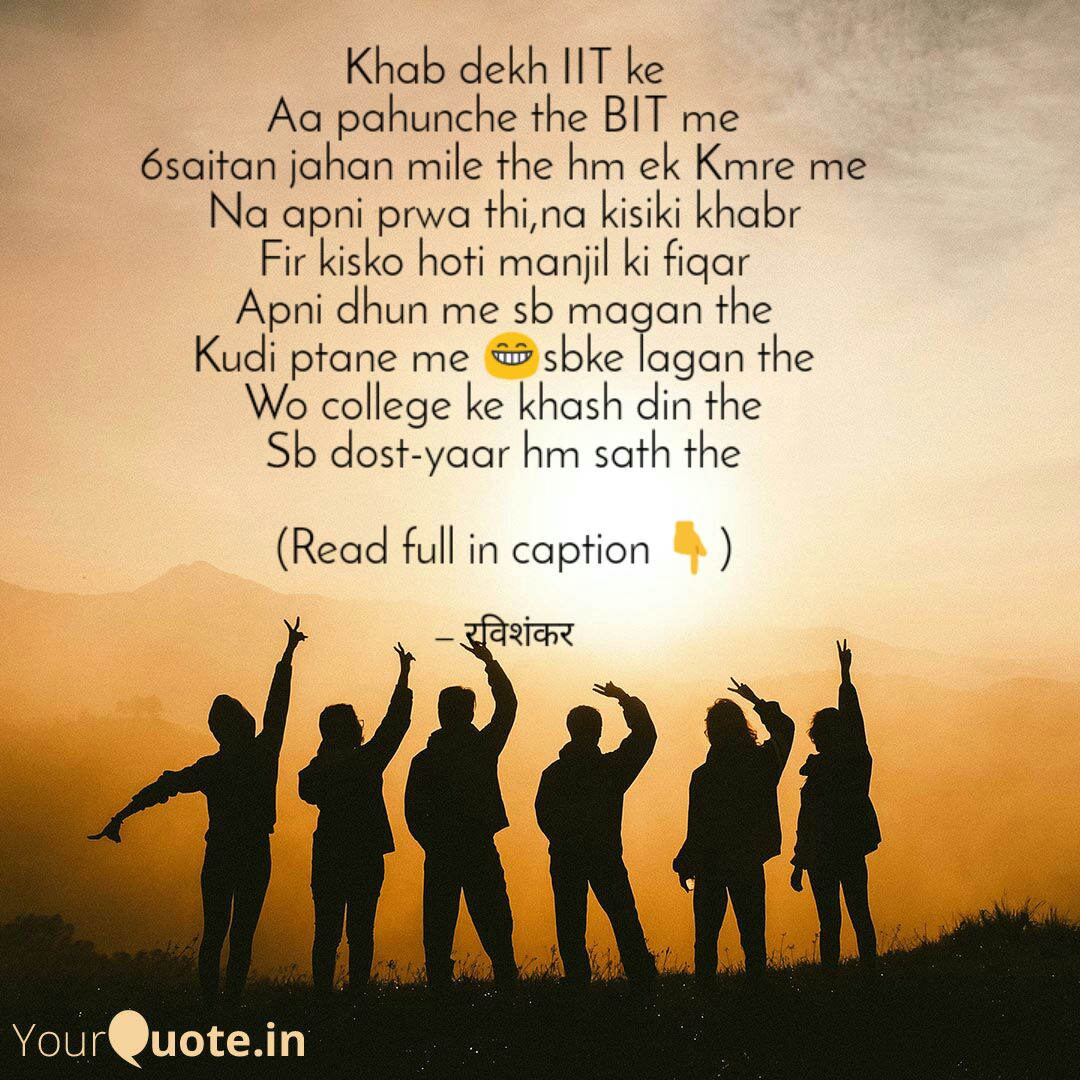 Khab dekh IIT ke
Aa pahunche the BIT me
6saitan jahan mile the hm ek Kmre me
Na apni prwa thi,na kisiki khabr
Fir kisko hoti manjil ki fiqar
Apni dhun me sb magan the
Kudi ptane me 😁sbke lagan the
Wo college ke khash din the
Sb dost-yaar hm sath the
(Read full in caption 👇)
– रविशंकर
YourQuote.in